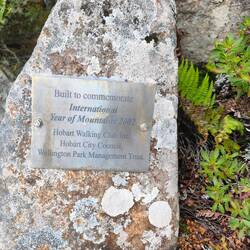 Built to commemorate
International
Year of Mountains 2002
Hobart Walking Club Inc.
Hobart City Council
Wellington Park Management Trust